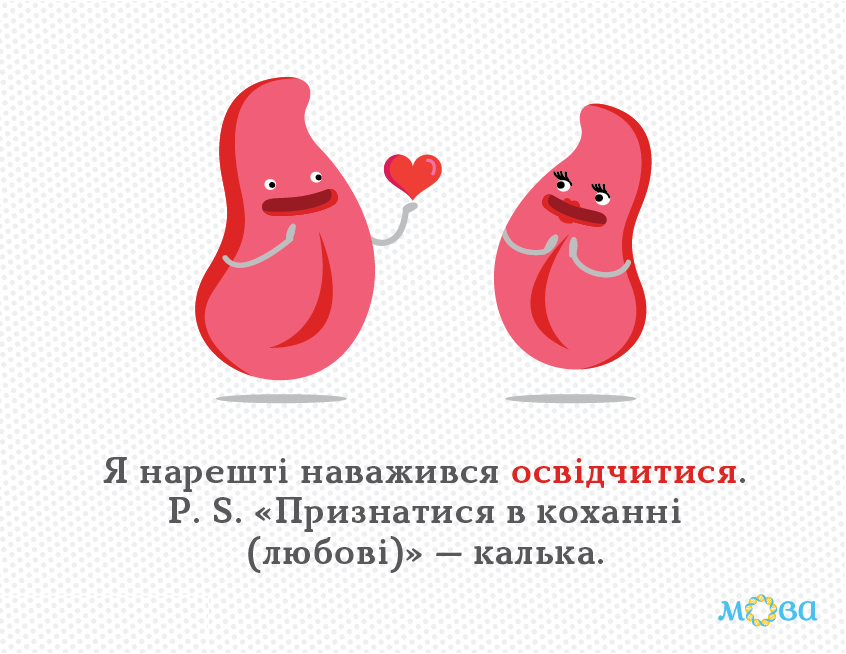 Я нарешті наважився освідчитися.
P. S. «Признатися в коханні
(любові)» — калька.
мова